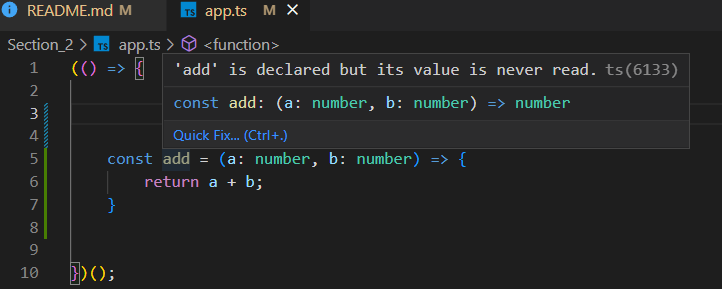 README.md M
TS app.ts M
Section_2 > TS app.ts > <function>
1 (() => {
'add' is declared but its value is never read. ts(6133)
2
const add: (a: number, b: number) => number
3
Quick Fix... (Ctrl+.)
4
5 const add = (a: number, b: number) => {
6 return a + b;
7 }
8
9
10 })();